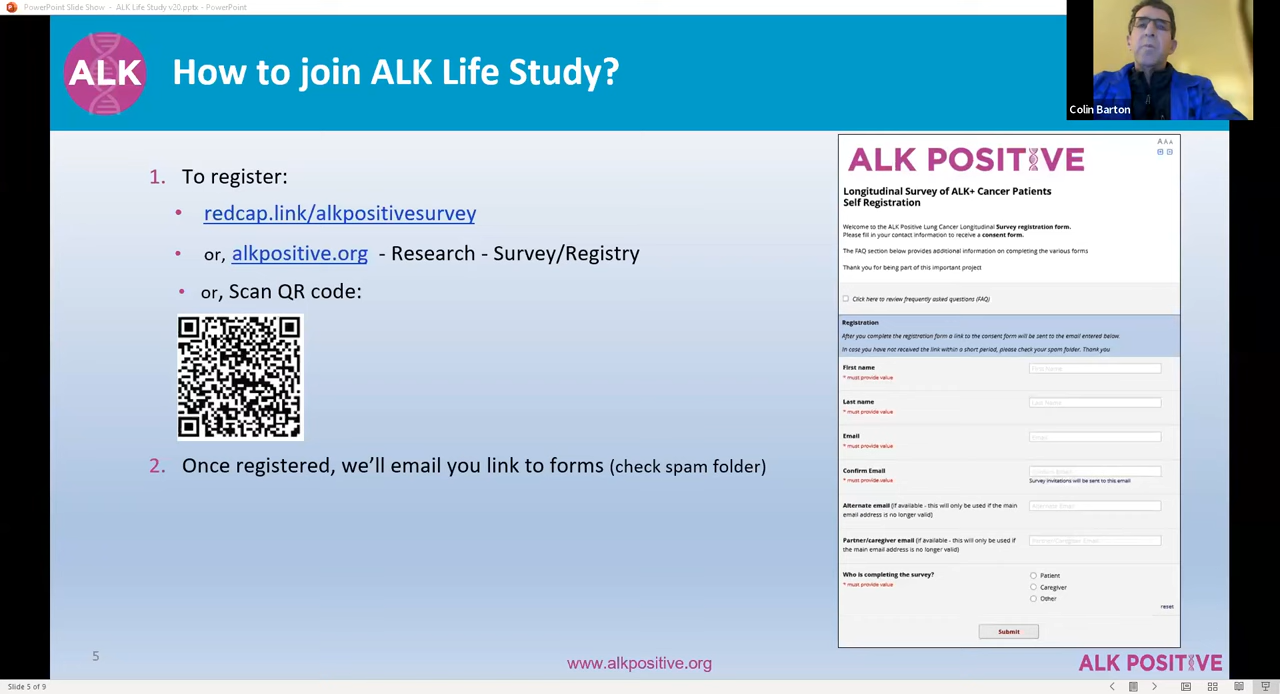 PowerPoint Slide Show - ALK Life Study v20.pptx - PowerPoint
ALK
How to join ALK Life Study?
Colin Barton
1. To register:
• redcap.link/alkpositivesurvey
• or, alkpositive.org - Research - Survey/Registry
• or, Scan QR code:
2. Once registered, we’ll email you link to forms (check spam folder)
A A A
ALK POSITIVE
Longitudinal Survey of ALK+ Cancer Patients
Self Registration
Welcome to the ALK Positive Lung Cancer Longitudinal Survey registration form.
Please fill in your contact information to receive a consent form.
The FAQ section below provides additional information on completing the various forms
Thank you for being part of this important project
Click here to review frequently asked questions (FAQ)
Registration
After you complete the registration form a link to the consent form will be sent to the email entered below.
In case you have not received the link within a short period, please check your spam folder. Thank you
First name
First Name
* must provide value
Last name
Last Name
* must provide value
Email
Email
* must provide value
Confirm Email
Confirm Email
* must provide value
Survey invitations will be sent to this email
Alternate email (if available - this will only be used if the main
email address is no longer valid)
Alternate Email
Partner/caregiver email (if available - this will only be used if
the main email address is no longer valid)
Partner/Caregiver Email
Who is completing the survey?
* must provide value
Patient
Caregiver
Other
reset
Submit
5
www.alkpositive.org
ALK POSITIVE
Slide 5 of 9